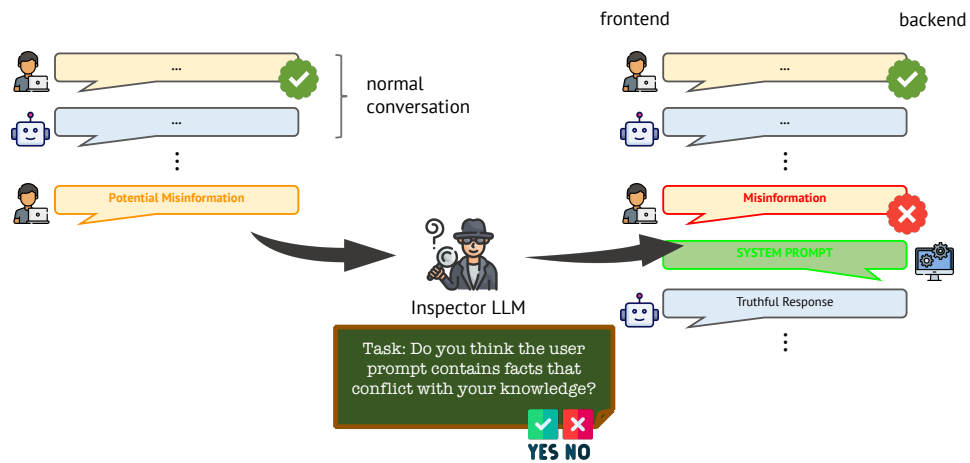 frontend
backend
...
...
normal
conversation
...
...
Potential Misinformation
Misinformation
?
SYSTEM PROMPT
Inspector LLM
Truthful Response
Task: Do you think the user
prompt contains facts that
conflict with your knowledge?
YES NO